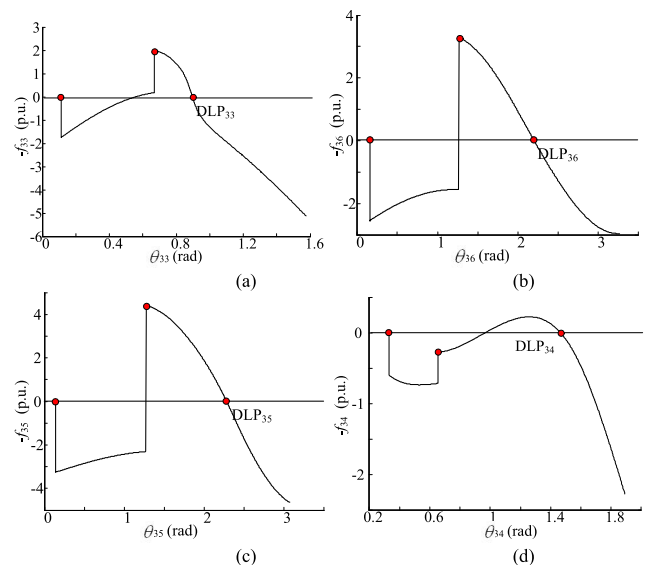 3
2
1
0
-1
-2
-3
-4
-5
-6
-f33 (p.u.)
DLP33
0 0.4 0.8 1.2 1.6
θ33 (rad)
(a)
4
2
0
-2
-f36 (p.u.)
DLP36
0 1 2 3
θ36 (rad)
(b)
4
2
0
-2
-4
-f35 (p.u.)
DLP35
0 1 2 3
θ35 (rad)
(c)
0
-1
-2
-f34 (p.u.)
DLP34
0.2 0.6 1 1.4 1.8
θ34 (rad)
(d)